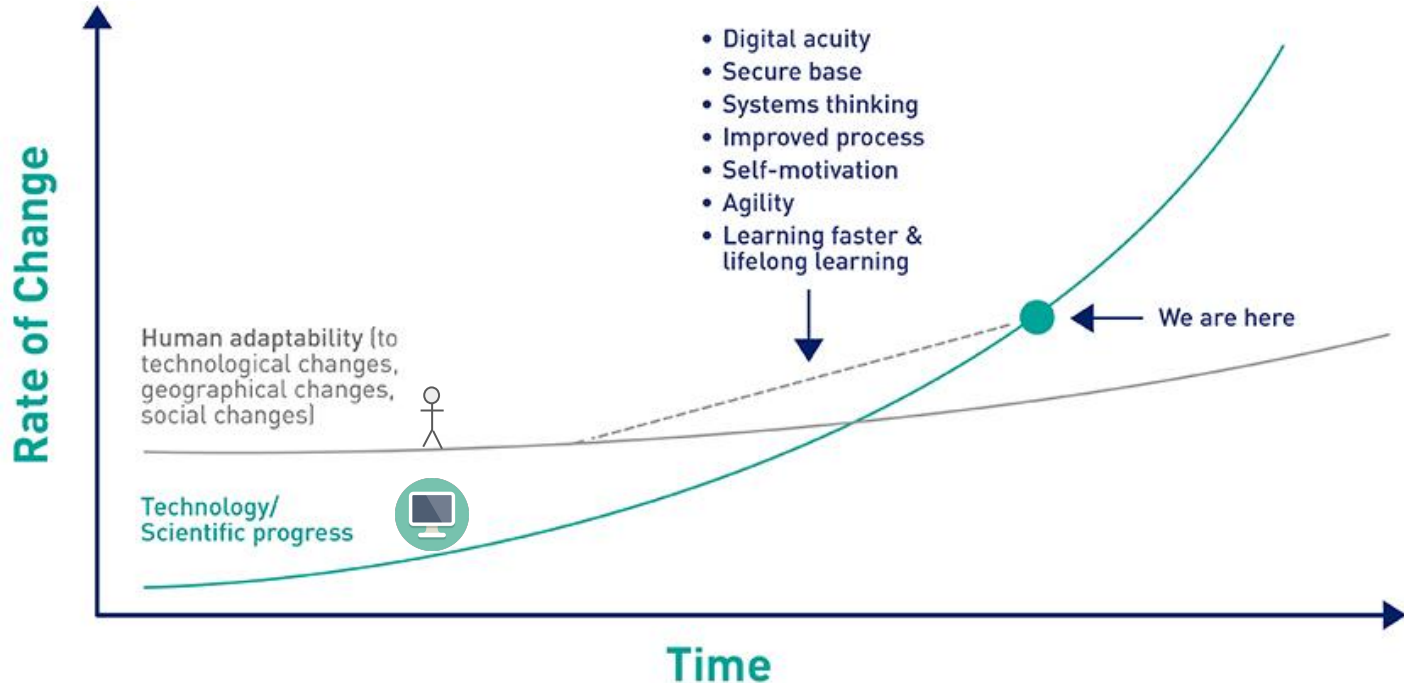 • Digital acuity
• Secure base
• Systems thinking
• Improved process
• Self-motivation
• Agility
• Learning faster &
lifelong learning
Rate of Change
We are here
Human adaptability (to
technological changes,
geographical changes,
social changes)
Technology/
Scientific progress
Time